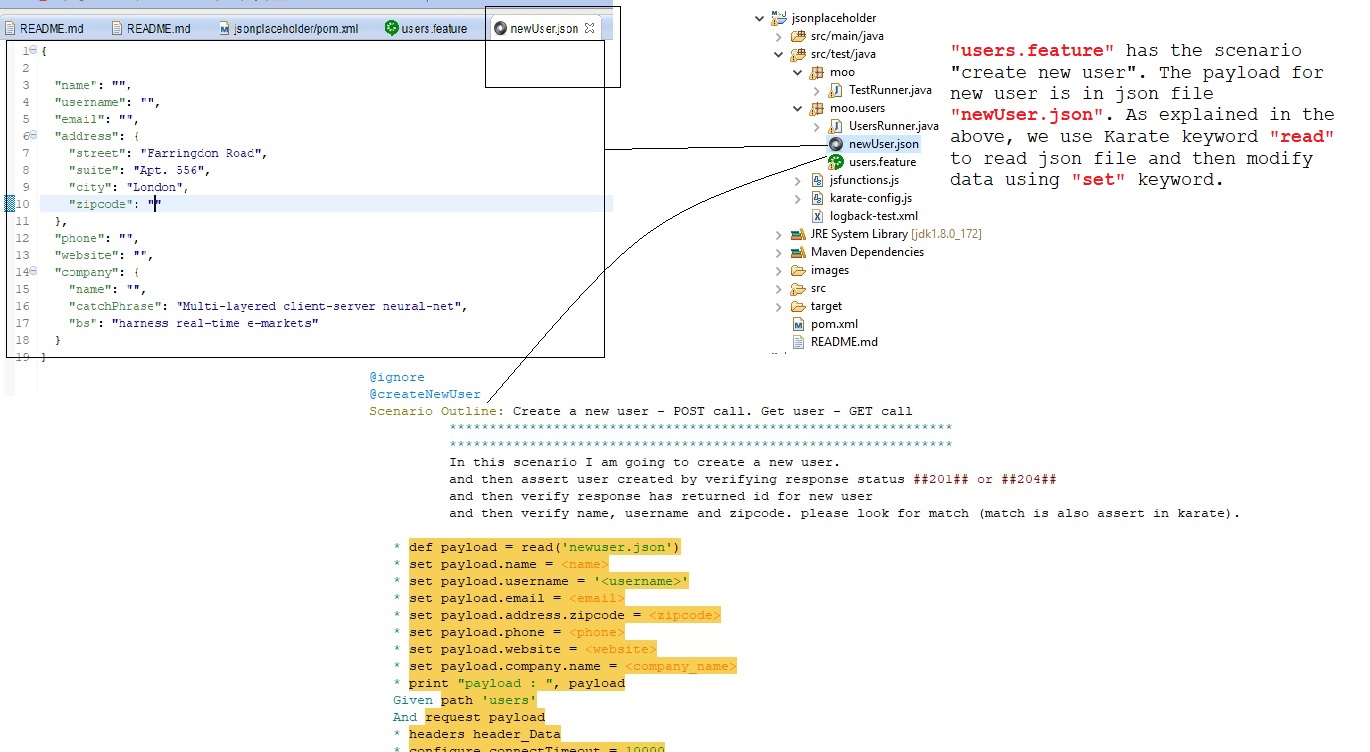 README.md README.md jsonplaceholder/pom.xml users.feature newUser.json
1 {
2
3 "name": "",
4 "username": "",
5 "email": "",
6 "address": {
7 "street": "Farringdon Road",
8 "suite": "Apt. 556",
9 "city": "London",
10 "zipcode": ""
11 },
12 "phone": "",
13 "website": "",
14 "company": {
15 "name": "",
16 "catchPhrase": "Multi-layered client-server neural-net",
17 "bs": "harness real-time e-markets"
18 }
19 }
jsonplaceholder
src/main/java
src/test/java
moo
TestRunner.java
moo.users
UsersRunner.java
newUser.json
users.feature
jsfunctions.js
karate-config.js
logback-test.xml
JRE System Library [jdk1.8.0_172]
Maven Dependencies
images
src
target
pom.xml
README.md
"users.feature" has the scenario
"create new user". The payload for
new user is in json file
"newUser.json". As explained in the
above, we use Karate keyword "read"
to read json file and then modify
data using "set" keyword.
@ignore
@createNewUser
Scenario Outline: Create a new user - POST call. Get user - GET call
***************************************************************
***************************************************************
In this scenario I am going to create a new user.
and then assert user created by verifying response status ##201## or ##204##
and then verify response has returned id for new user
and then verify name, username and zipcode. please look for match (match is also assert in karate).
* def payload = read('newuser.json')
* set payload.name = <name>
* set payload.username = '<username>'
* set payload.email = <email>
* set payload.address.zipcode = <zipcode>
* set payload.phone = <phone>
* set payload.website = <website>
* set payload.company.name = <company_name>
* print "payload : ", payload
Given path 'users'
And request payload
* headers header_Data
* configure connectTimeout = 10000